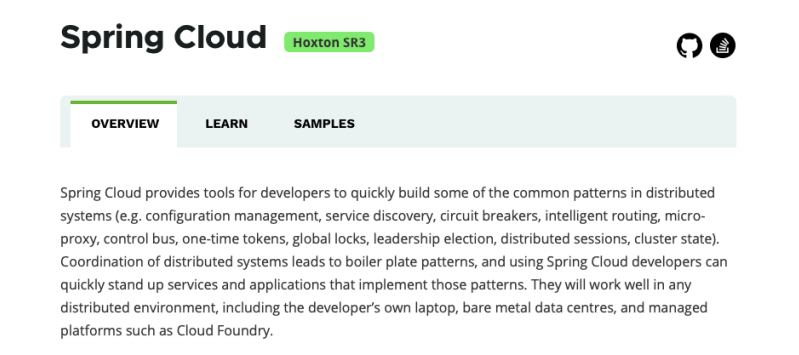 Spring Cloud Hoxton SR3
OVERVIEW LEARN SAMPLES
Spring Cloud provides tools for developers to quickly build some of the common patterns in distributed
systems (e.g. configuration management, service discovery, circuit breakers, intelligent routing, micro-
proxy, control bus, one-time tokens, global locks, leadership election, distributed sessions, cluster state).
Coordination of distributed systems leads to boiler plate patterns, and using Spring Cloud developers can
quickly stand up services and applications that implement those patterns. They will work well in any
distributed environment, including the developer’s own laptop, bare metal data centres, and managed
platforms such as Cloud Foundry.